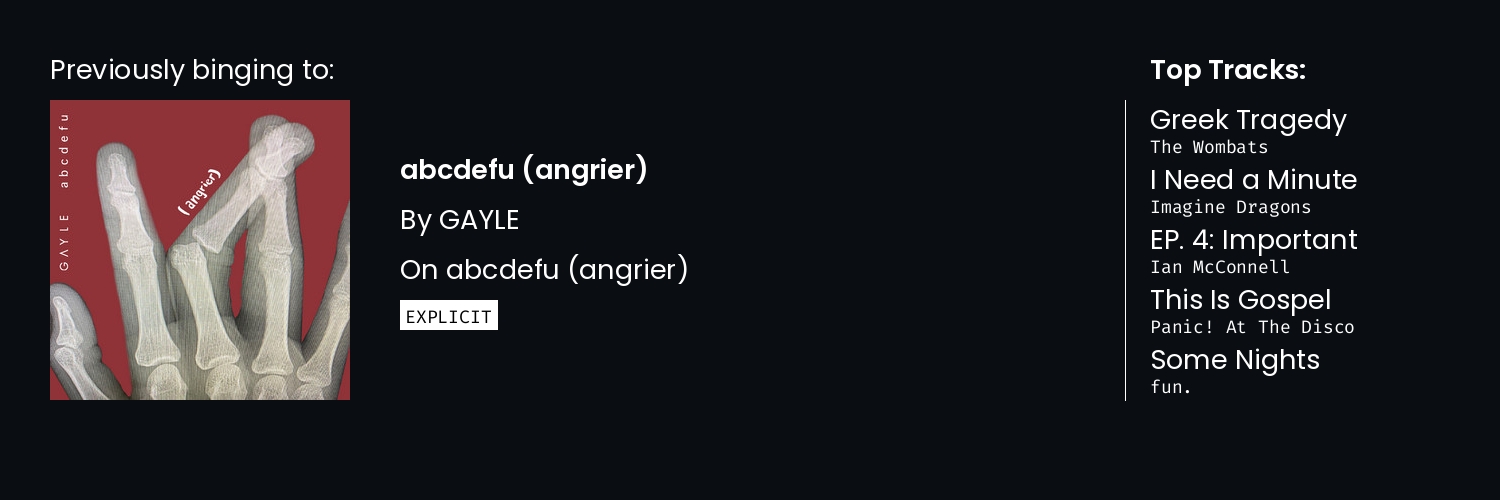 Previously binging to:
abcdefu
GAYLE
(angrier)
abcdefu (angrier)
By GAYLE
On abcdefu (angrier)
EXPLICIT
Top Tracks:
Greek Tragedy
The Wombats
I Need a Minute
Imagine Dragons
EP. 4: Important
Ian McConnell
This Is Gospel
Panic! At The Disco
Some Nights
fun.